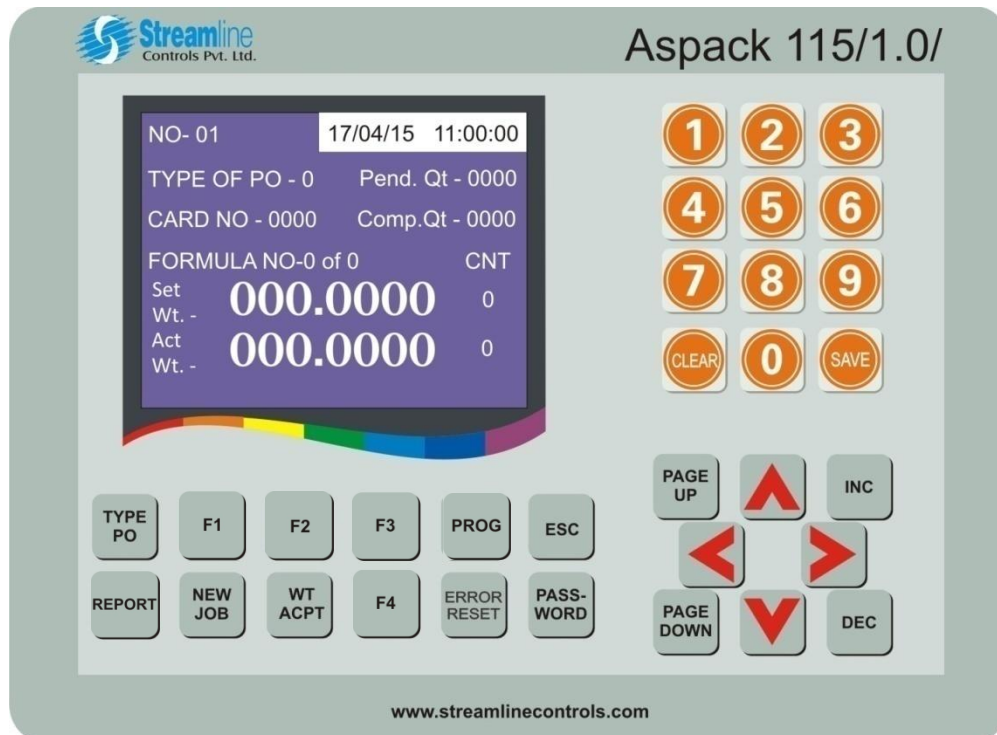 Streamline
Controls Pvt. Ltd.
Aspack 115/1.0/
NO- 01 17/04/15 11:00:00
TYPE OF PO - 0 Pend. Qt - 0000
CARD NO - 0000 Comp.Qt - 0000
FORMULA NO-0 of 0 CNT
Set
Wt. - 000.0000 0
Act
Wt. - 000.0000 0
1 2 3
4 5 6
7 8 9
CLEAR 0 SAVE
TYPE
PO
F1
F2
F3
PROG
ESC
REPORT
NEW
JOB
WT
ACPT
F4
ERROR
RESET
PASS-
WORD
PAGE
UP
INC
PAGE
DOWN
DEC
www.streamlinecontrols.com